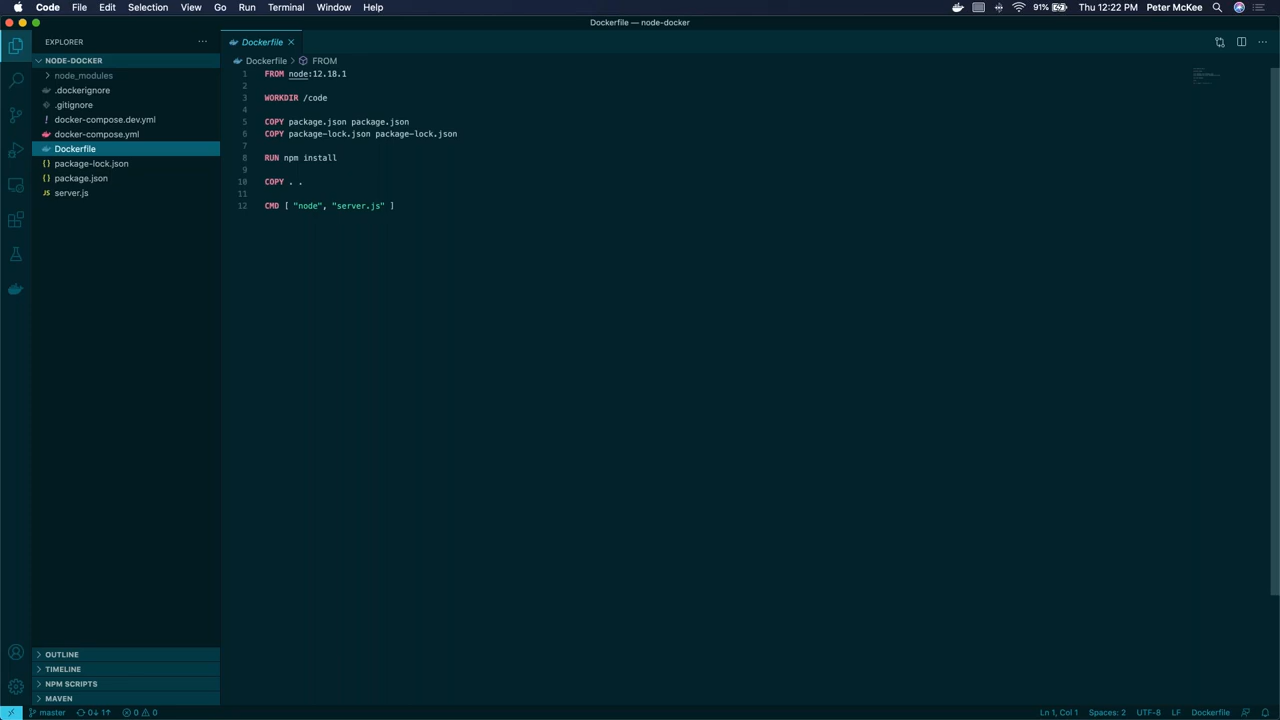 Code File Edit Selection View Go Run Terminal Window Help 91% Thu 12:22 PM Peter McKee
Dockerfile — node-docker
EXPLORER
Dockerfile
NODE-DOCKER
Dockerfile FROM
node_modules
.dockerignore
.gitignore
docker-compose.dev.yml
docker-compose.yml
Dockerfile
package-lock.json
package.json
JS server.js
1 FROM node:12.18.1
2
3 WORKDIR /code
4
5 COPY package.json package.json
6 COPY package-lock.json package-lock.json
7
8 RUN npm install
9
10 COPY . .
11
12 CMD [ "node", "server.js" ]
OUTLINE
TIMELINE
NPM SCRIPTS
MAVEN
master 0↓ 1↑ 0 0 Ln 1, Col 1 Spaces: 2 UTF-8 LF Dockerfile